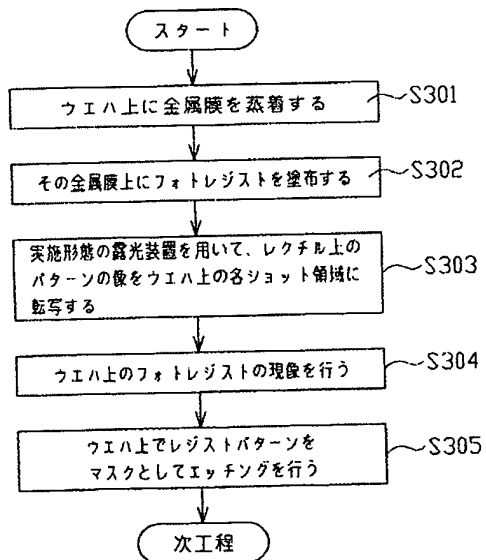 スタート
ウエハ上に金属膜を蒸着する
S301
その金属膜上にフォトレジストを塗布する
S302
実施形態の露光装置を用いて、レクチル上の
パターンの像をウエハ上の各ショット領域に
転写する
S303
ウエハ上のフォトレジストの現像を行う
S304
ウエハ上でレジストパターンを
マスクとしてエッチングを行う
S305
次工程